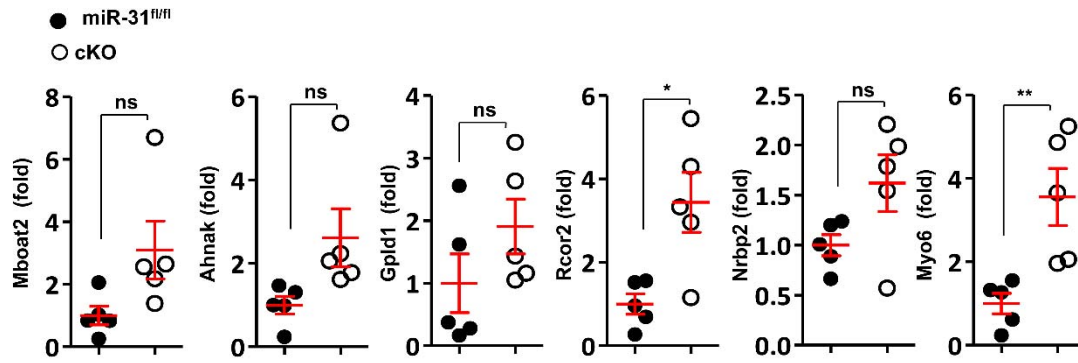 miR-31fl/fl
cKO
Mboat2 (fold)
8
6
4
2
0
ns
Ahnak (fold)
6
4
2
0
ns
Gpld1 (fold)
4
3
2
1
0
ns
Rcor2 (fold)
6
4
2
0
*
Nrbp2 (fold)
2.5
2.0
1.5
1.0
0.5
0.0
ns
Myo6 (fold)
6
4
2
0
**